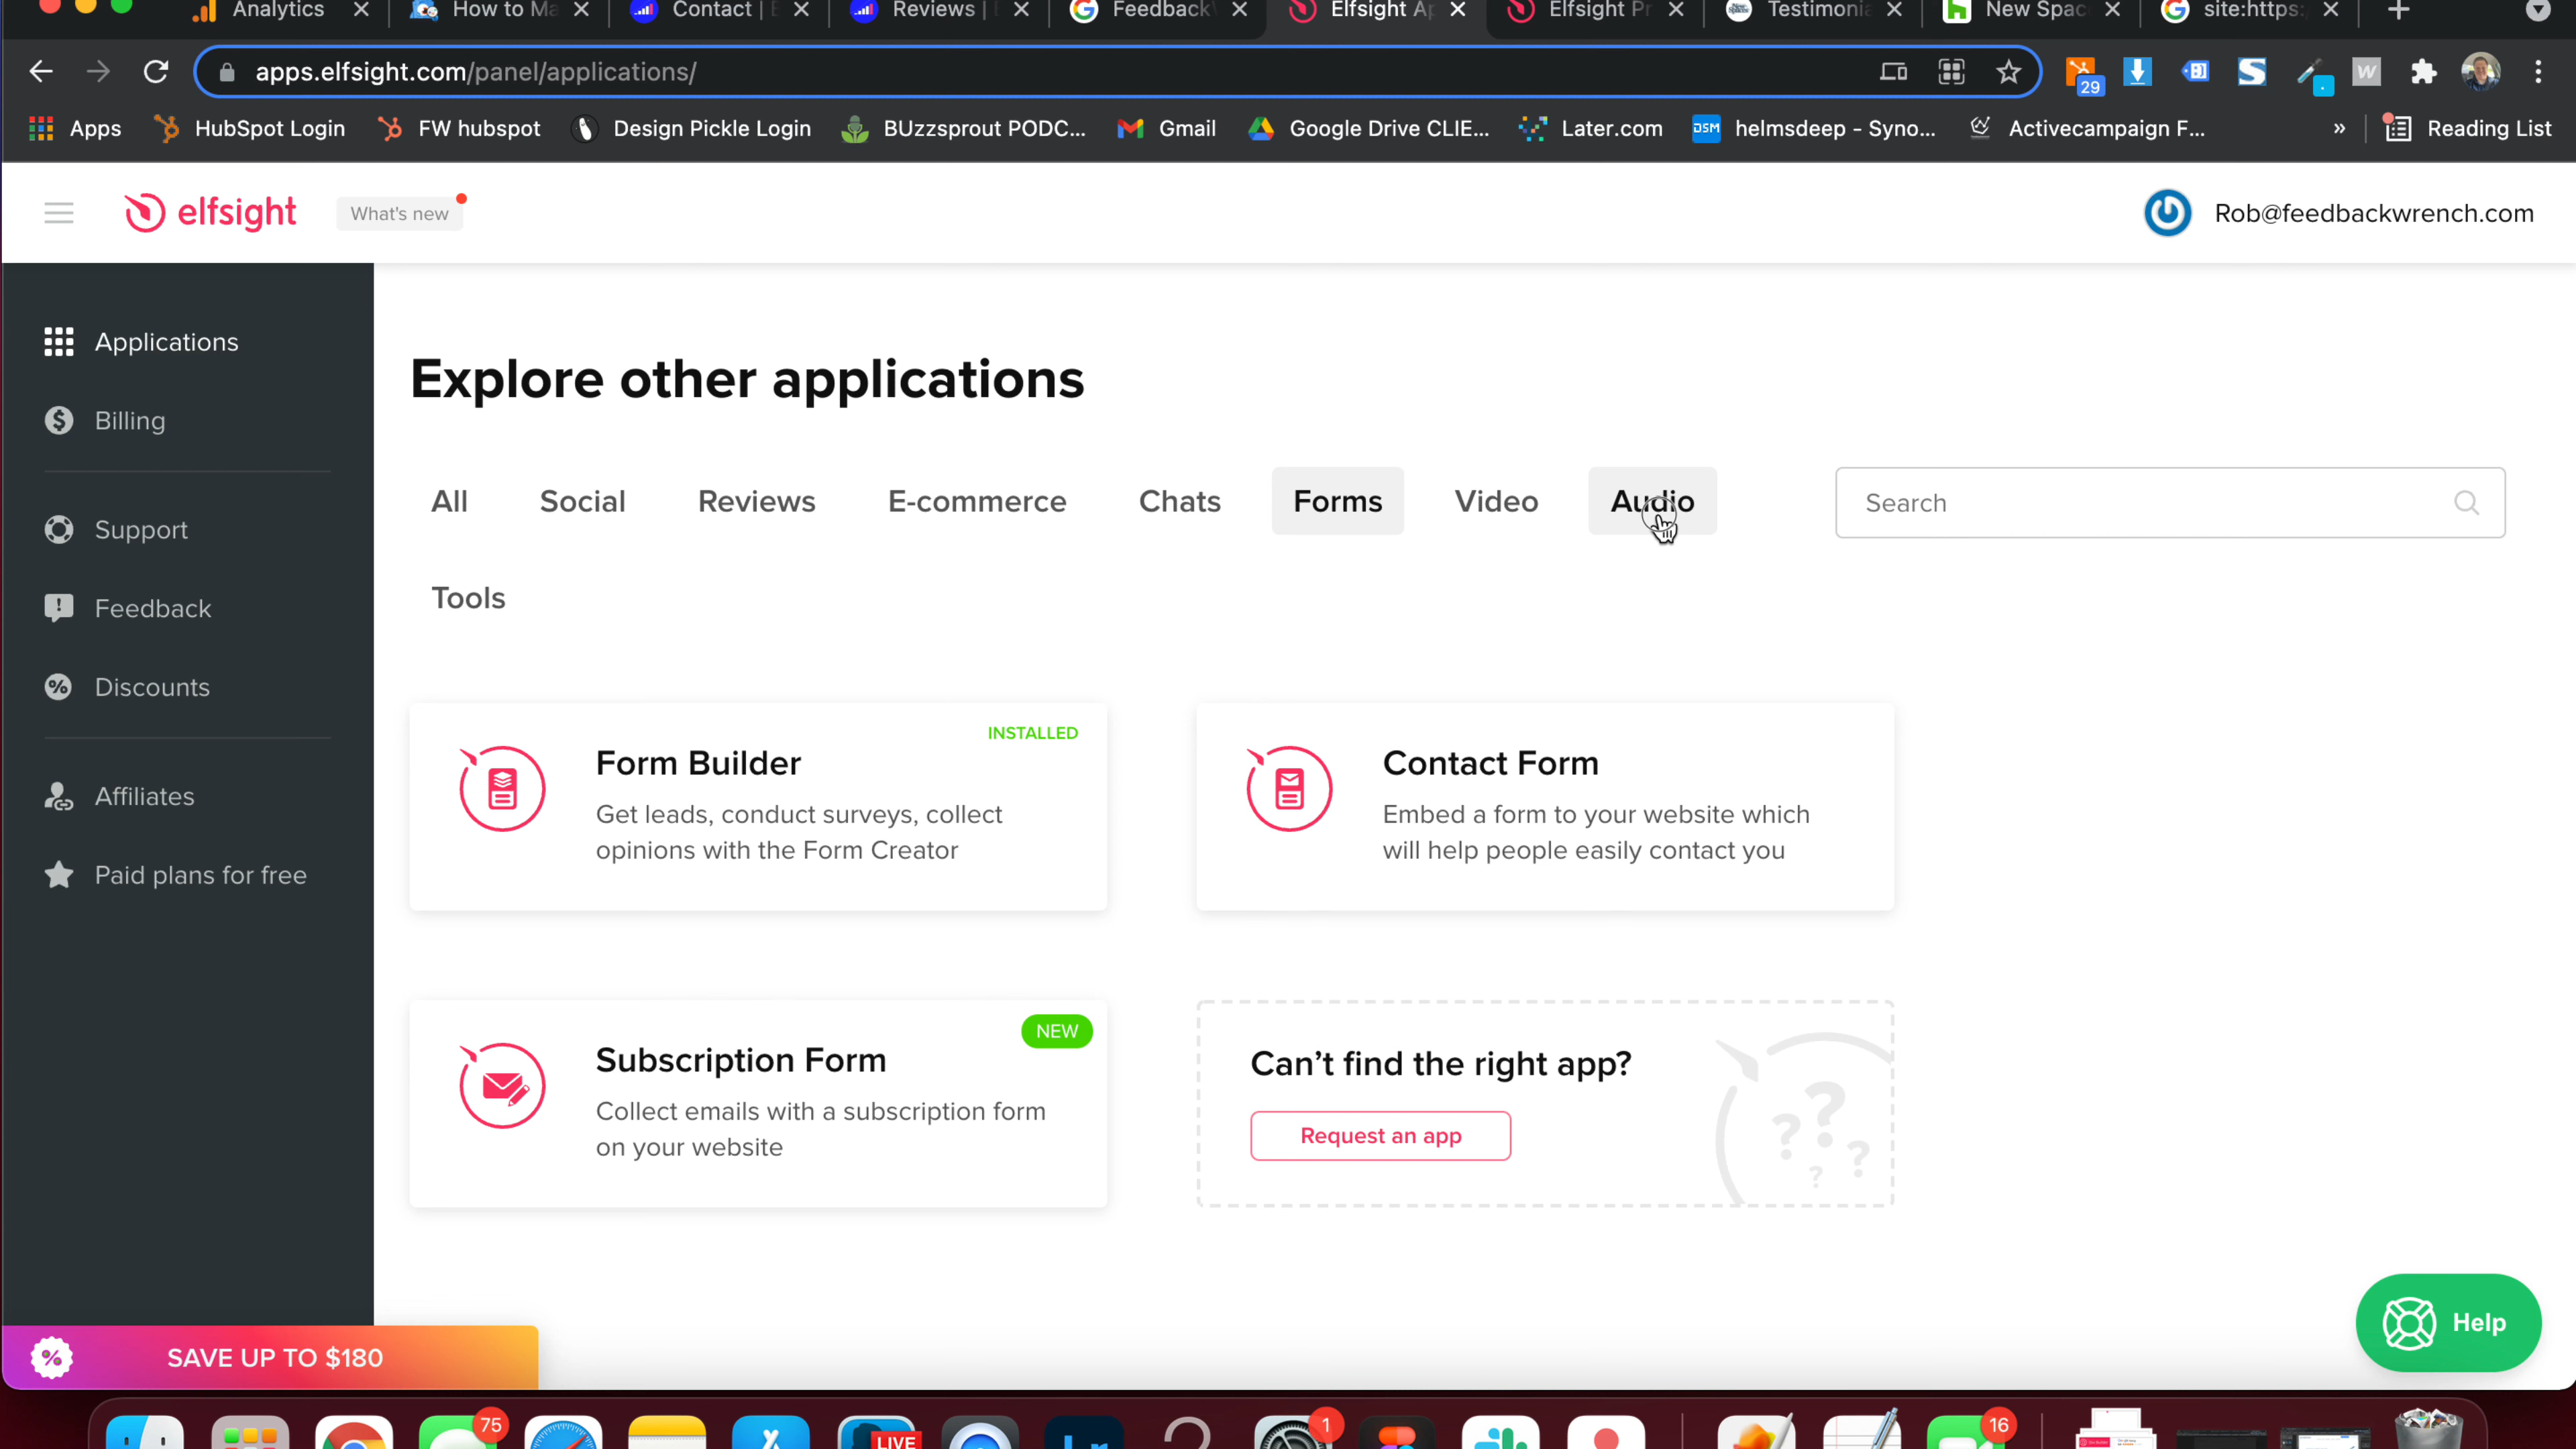 Analytics
How to Ma
Contact |
Reviews |
Feedback
Elfsight Ap
Elfsight Pr
Testimonia
New Spac
site:https:
apps.elfsight.com/panel/applications/
29
Apps
HubSpot Login
FW hubspot
Design Pickle Login
BUzzsprout PODC...
Gmail
Google Drive CLIE...
Later.com
DSM
helmsdeep - Syno...
Activecampaign F...
»
Reading List
elfsight
What's new
Rob@feedbackwrench.com
Applications
Billing
Support
Feedback
Discounts
Affiliates
Paid plans for free
Explore other applications
All
Social
Reviews
E-commerce
Chats
Forms
Video
Audio
Search
Tools
INSTALLED
Form Builder
Get leads, conduct surveys, collect
opinions with the Form Creator
Contact Form
Embed a form to your website which
will help people easily contact you
NEW
Subscription Form
Collect emails with a subscription form
on your website
Can't find the right app?
Request an app
Help
SAVE UP TO $180
75
LIVE
1
16